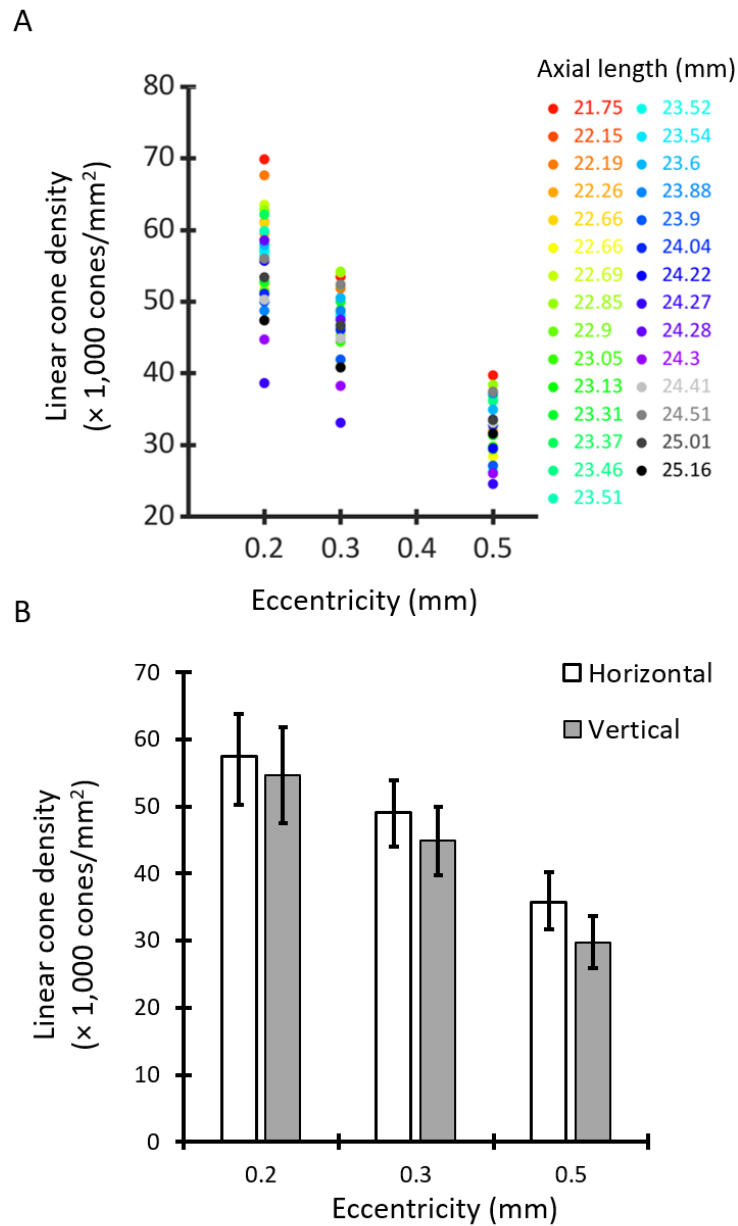 A
Axial length (mm)
80
70
60
50
40
30
20
Linear cone density
(× 1,000 cones/mm²)
21.75 23.52
22.15 23.54
22.19 23.6
22.26 23.88
22.66 23.9
22.66 24.04
22.69 24.22
22.85 24.27
22.9 24.28
23.05 24.3
23.13 24.41
23.31 24.51
23.37 25.01
23.46 25.16
23.51
0.2 0.3 0.4 0.5
Eccentricity (mm)
B
70
60
50
40
30
20
10
0
Linear cone density
(× 1,000 cones/mm²)
Horizontal
Vertical
0.2 0.3 0.5
Eccentricity (mm)